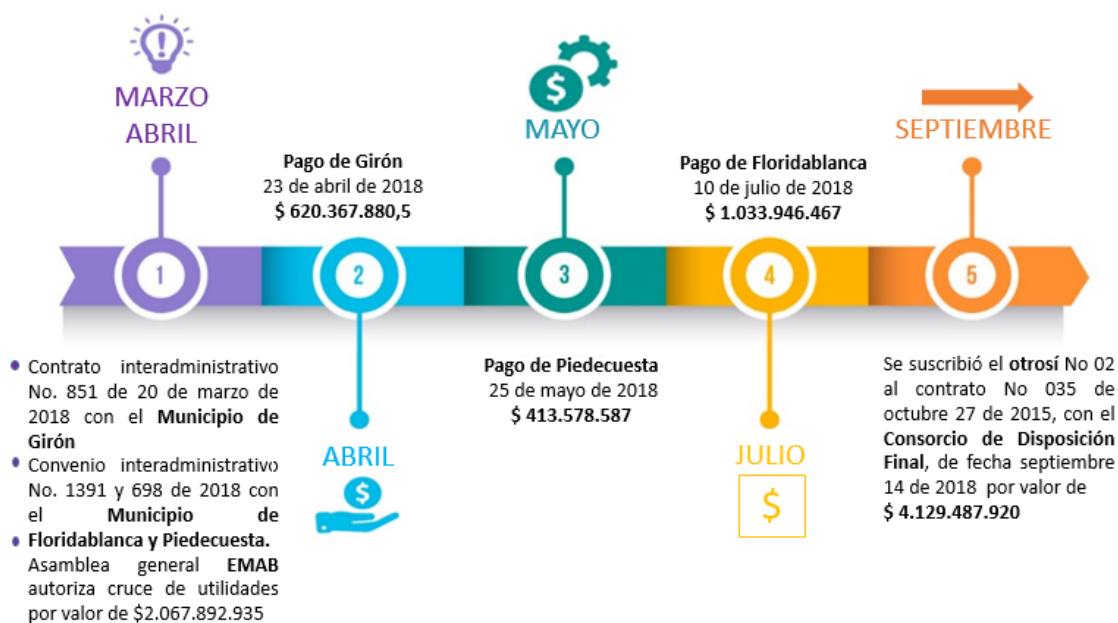 MARZO
ABRIL
1
Contrato interadministrativo
No. 851 de 20 de marzo de
2018 con el Municipio de
Girón
Convenio interadministrativo
No. 1391 y 698 de 2018 con
el Municipio de
Floridablanca y Piedecuesta.
Asamblea general EMAB
autoriza cruce de utilidades
por valor de $2.067.892.935
Pago de Girón
23 de abril de 2018
$ 620.367.880,5
2
ABRIL
$
$
MAYO
3
Pago de Piedecuesta
25 de mayo de 2018
$ 413.578.587
Pago de Floridablanca
10 de julio de 2018
$ 1.033.946.467
4
JULIO
$
SEPTIEMBRE
5
Se suscribió el otrosí No 02
al contrato No 035 de
octubre 27 de 2015, con el
Consorcio de Disposición
Final, de fecha septiembre
14 de 2018 por valor de
$ 4.129.487.920